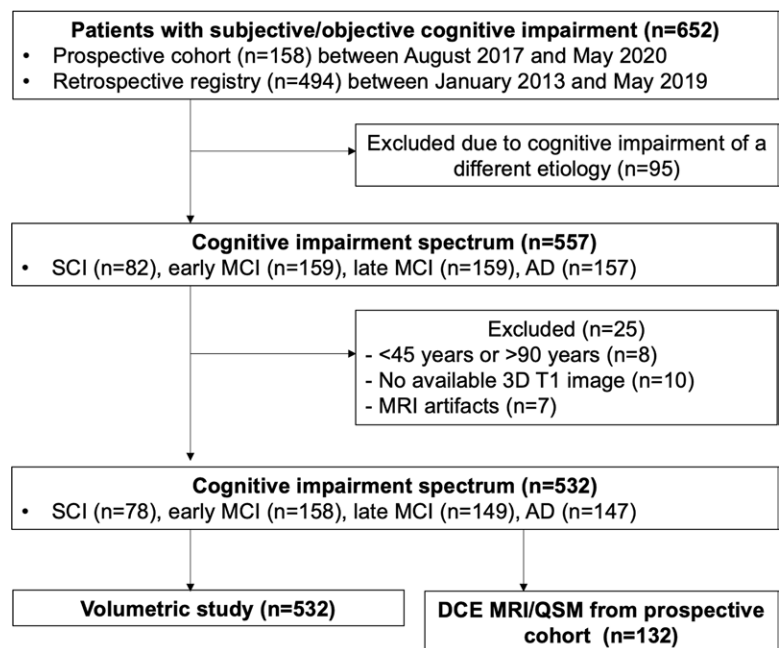 Patients with subjective/objective cognitive impairment (n=652)
• Prospective cohort (n=158) between August 2017 and May 2020
• Retrospective registry (n=494) between January 2013 and May 2019
Excluded due to cognitive impairment of a
different etiology (n=95)
Cognitive impairment spectrum (n=557)
• SCI (n=82), early MCI (n=159), late MCI (n=159), AD (n=157)
Excluded (n=25)
- <45 years or >90 years (n=8)
- No available 3D T1 image (n=10)
- MRI artifacts (n=7)
Cognitive impairment spectrum (n=532)
• SCI (n=78), early MCI (n=158), late MCI (n=149), AD (n=147)
Volumetric study (n=532)
DCE MRI/QSM from prospective
cohort (n=132)